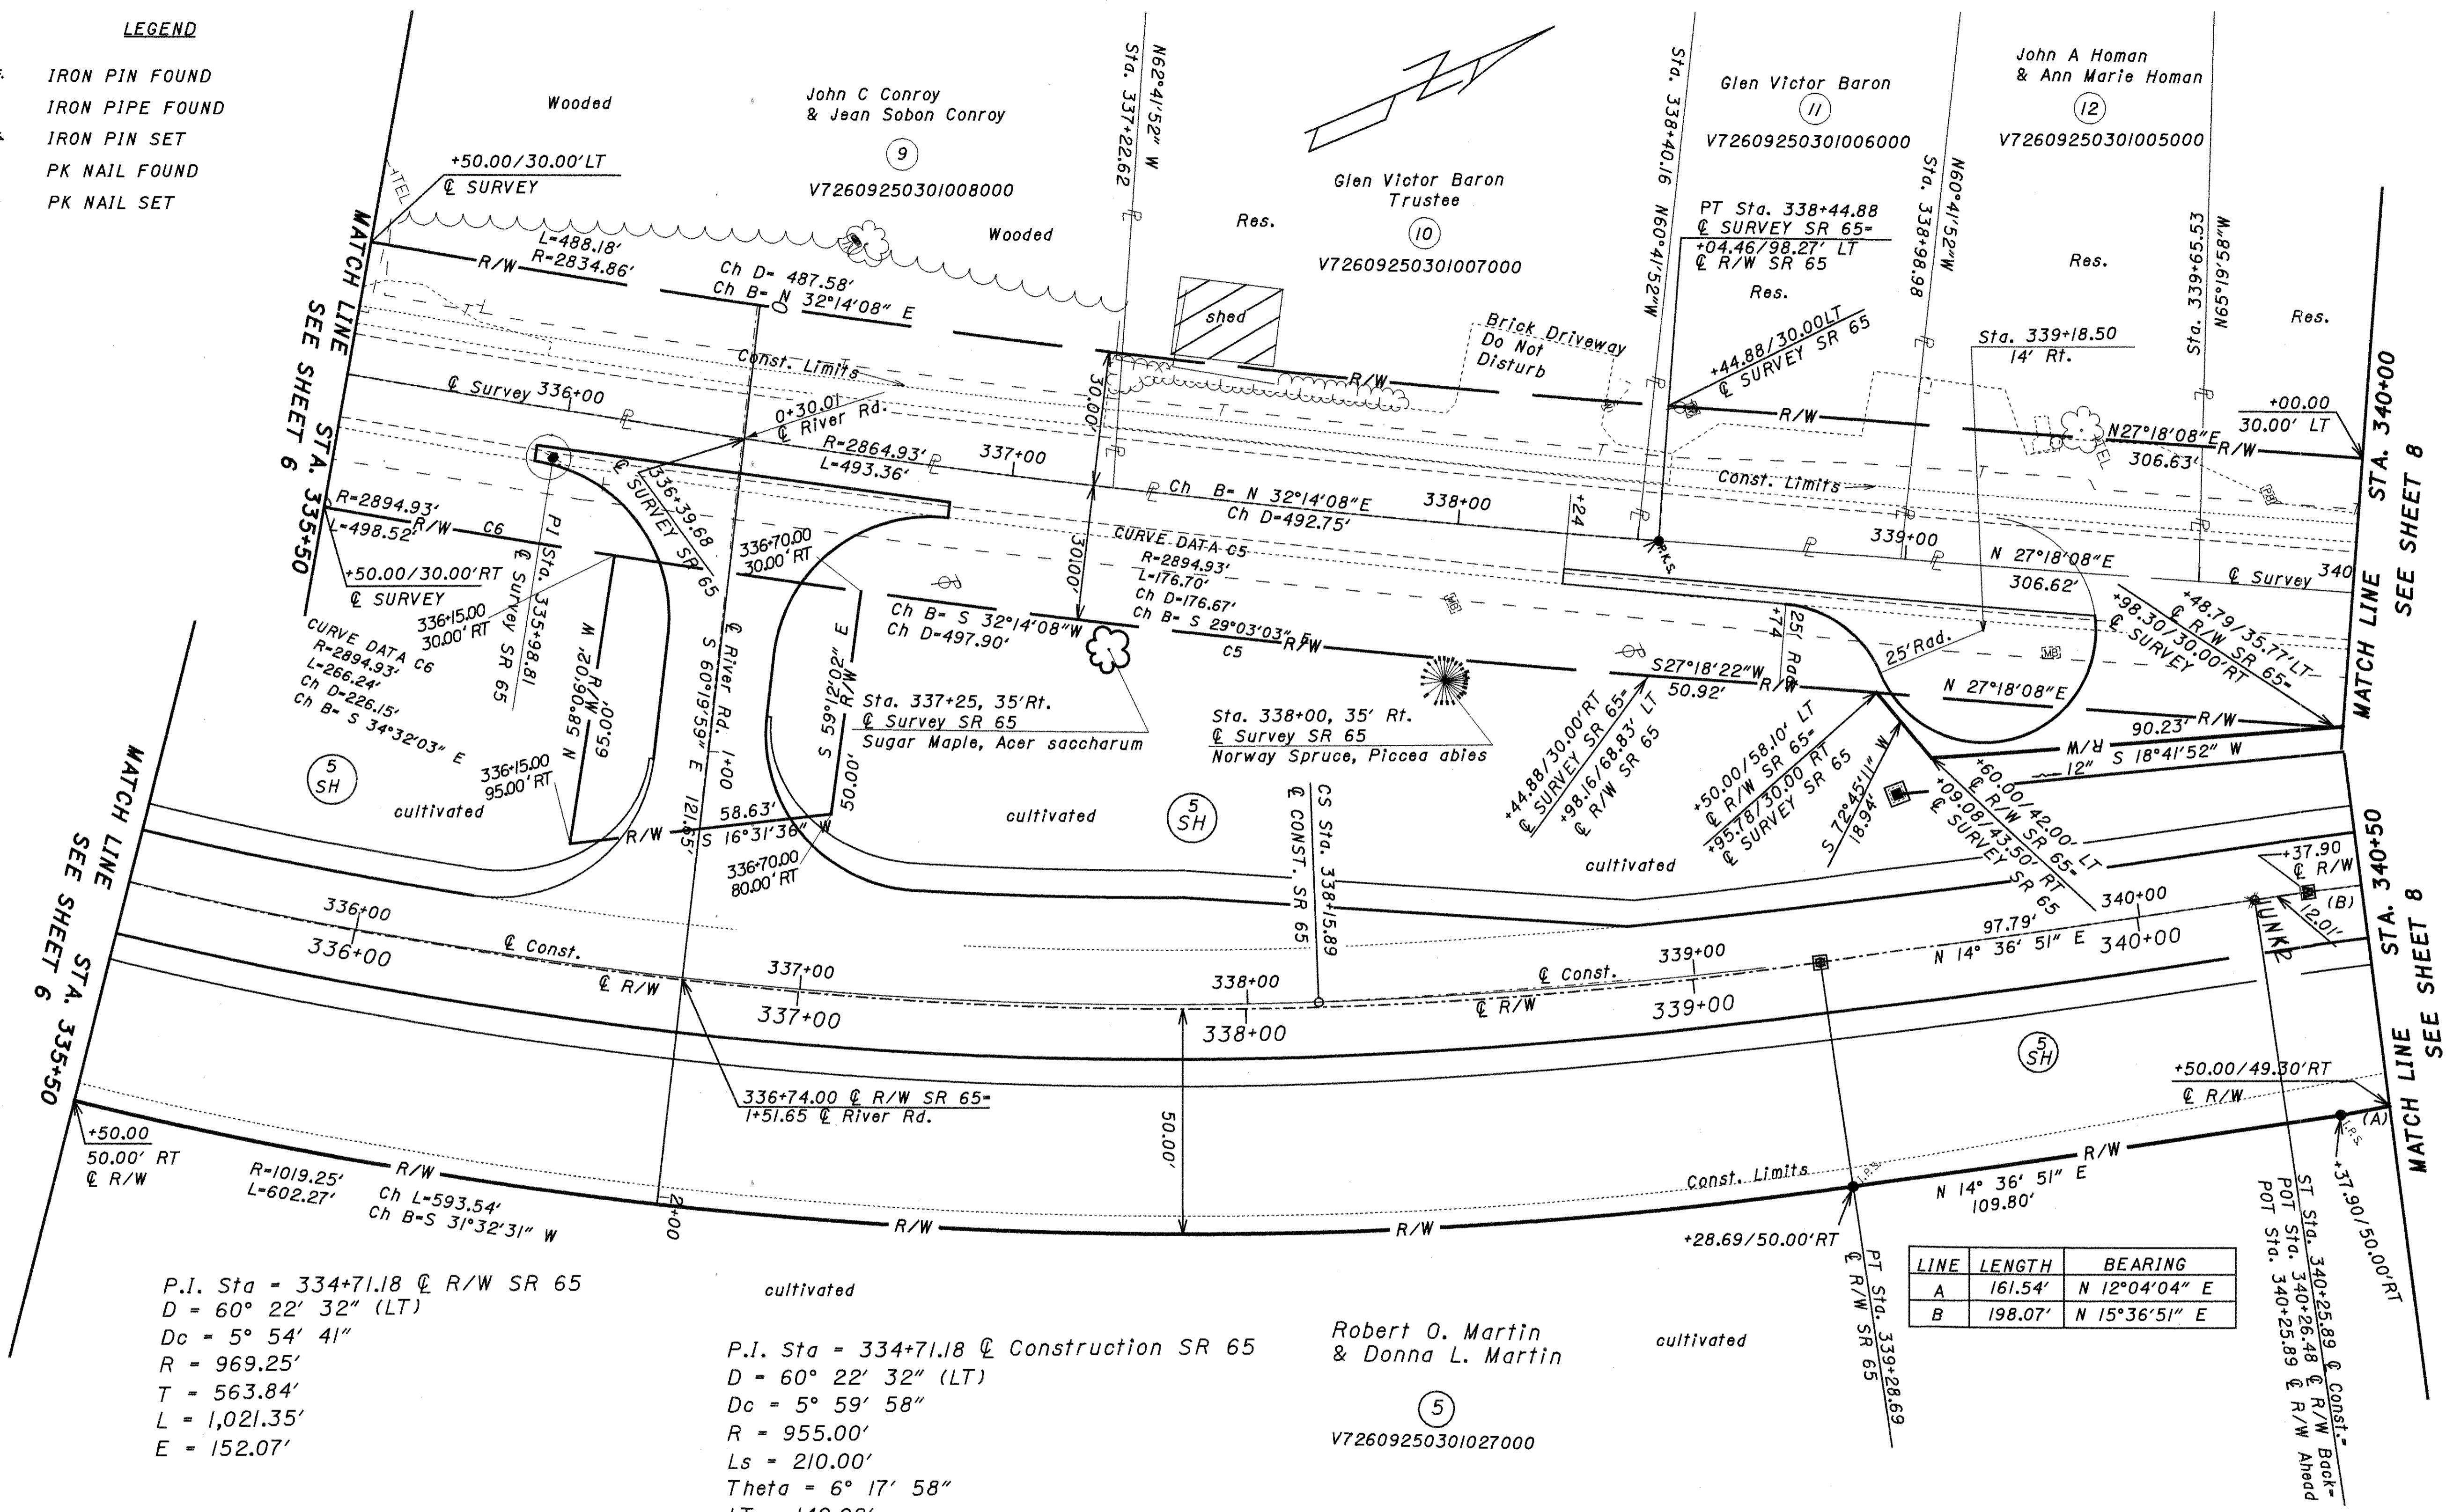 LEGEND
IRON PIN FOUND
IRON PIPE FOUND
IRON PIN SET
PK NAIL FOUND
PK NAIL SET
Wooded
John C Conroy
& Jean Sobon Conroy
9
V72609250301008000
Wooded
+50.00/30.00'LT
℄ SURVEY
TEL
MATCH LINE STA. 335+50
SEE SHEET 6
L=488.18'
R=2834.86'
R/W
Ch D= 487.58'
Ch B= N 32°14'08" E
Sta. 337+22.62
N62°41'52" W
Res.
Glen Victor Baron
Trustee
10
V72609250301007000
shed
Brick Driveway
Do Not
Disturb
R/W
Sta. 338+40.16 N60°41'52"W
Glen Victor Baron
11
V72609250301006000
PT Sta. 338+44.88
℄ SURVEY SR 65=
+04.46/98.27' LT
℄ R/W SR 65
Res.
+44.88/30.00LT
℄ SURVEY SR 65
Sta. 338+98.98
N60°41'52"W
John A Homan
& Ann Marie Homan
12
V72609250301005000
Res.
Sta. 339+18.50
14' Rt.
Sta. 339+65.53
N65°19'58"W
Res.
+00.00
30.00' LT
MATCH LINE STA. 340+00
SEE SHEET 8
Const. Limits
℄ Survey 336+00
0+30.01
℄ River Rd.
R=2864.93'
L=493.36'
337+00
30.00'
30.00'
Ch B= N 32°14'08"E
Ch D=492.75'
338+00
+24
P.K.S.
R/W
N27°18'08"E
R/W
306.63'
TEL
Const. Limits
339+00
N 27°18'08"E
306.62'
℄ Survey
340
R=2894.93'
L=498.52'
R/W
C6
+50.00/30.00'RT
℄ SURVEY
PI Sta. 335+98.81
℄ Survey SR 65
336+39.68
℄ SURVEY SR 65
336+70.00
30.00'RT
336+15.00
30.00' RT
CURVE DATA C6
R=2894.93'
L=266.24'
Ch D=226.15'
Ch B= S 34°32'03" E
N 58°09'02" W
R/W
65.00'
336+15.00
95.00'RT
℄ River Rd. 1+00
S 60°19'59" E 121.65'
S 59°12'02" E
R/W
50.00'
58.63'
R/W
S 16°31'36" W
336+70.00
80.00'RT
CURVE DATA C5
R=2894.93'
L=176.70'
Ch D=176.67'
Ch B= S 29°03'03" E
R/W
C5
Ch B= S 32°14'08"W
Ch D=497.90'
Sta. 337+25, 35'Rt.
℄ Survey SR 65
Sugar Maple, Acer saccharum
Sta. 338+00, 35' Rt.
℄ Survey SR 65
Norway Spruce, Piccea abies
MB
S27°18'22"W
50.92'
R/W
25' Rad.
+74
25'Rad.
MB
N 27°18'08"E
R/W
90.23'
+48.79/35.77'LT
℄ R/W SR 65=
+98.30/30.00'RT
℄ SURVEY
R/W
12" S 18°41'52" W
+44.88/30.00'RT
℄ SURVEY SR 65=
+98.16/68.83' LT
℄ R/W SR 65
+50.00/58.10' LT
℄ R/W SR 65=
+95.78/30.00 RT
℄ SURVEY SR 65
S 72°45'11" W
18.94'
+60.00/42.00' LT
℄ R/W SR 65=
+09.08/43.50' RT
℄ SURVEY SR 65
5
SH
cultivated
cultivated
5
SH
cultivated
CS Sta. 338+15.89
℄ CONST. SR 65
MATCH LINE STA. 335+50
SEE SHEET 6
336+00
336+00
℄ Const.
℄ R/W
337+00
337+00
338+00
338+00
℄ Const.
℄ R/W
339+00
339+00
97.79'
N 14° 36' 51" E
340+00
340+00
+37.90
℄ R/W
(B)
12.01'
JUNK2
MATCH LINE STA. 340+50
SEE SHEET 8
336+74.00 ℄ R/W SR 65=
1+51.65 ℄ River Rd.
50.00'
5
SH
+50.00/49.30'RT
℄ R/W
(A)
I.P.S.
+37.90/50.00'RT
+50.00
50.00' RT
℄ R/W
R=1019.25'
L=602.27'
R/W
Ch L=593.54'
Ch B=S 31°32'31" W
2+00
R/W
R/W
Const. Limits
I.P.S.
R/W
N 14° 36' 51" E
109.80'
+28.69/50.00'RT
PT Sta. 339+28.69
℄ R/W SR 65
ST Sta. 340+25.89 ℄ Const.=
POT Sta. 340+26.48 ℄ R/W Back=
POT Sta. 340+25.89 ℄ R/W Ahead
LINE LENGTH BEARING
A 161.54' N 12°04'04" E
B 198.07' N 15°36'51" E
P.I. Sta = 334+71.18 ℄ R/W SR 65
D = 60° 22' 32" (LT)
Dc = 5° 54' 41"
R = 969.25'
T = 563.84'
L = 1,021.35'
E = 152.07'
cultivated
P.I. Sta = 334+71.18 ℄ Construction SR 65
D = 60° 22' 32" (LT)
Dc = 5° 59' 58"
R = 955.00'
Ls = 210.00'
Theta = 6° 17' 58"
Robert O. Martin
& Donna L. Martin
5
V72609250301027000
cultivated